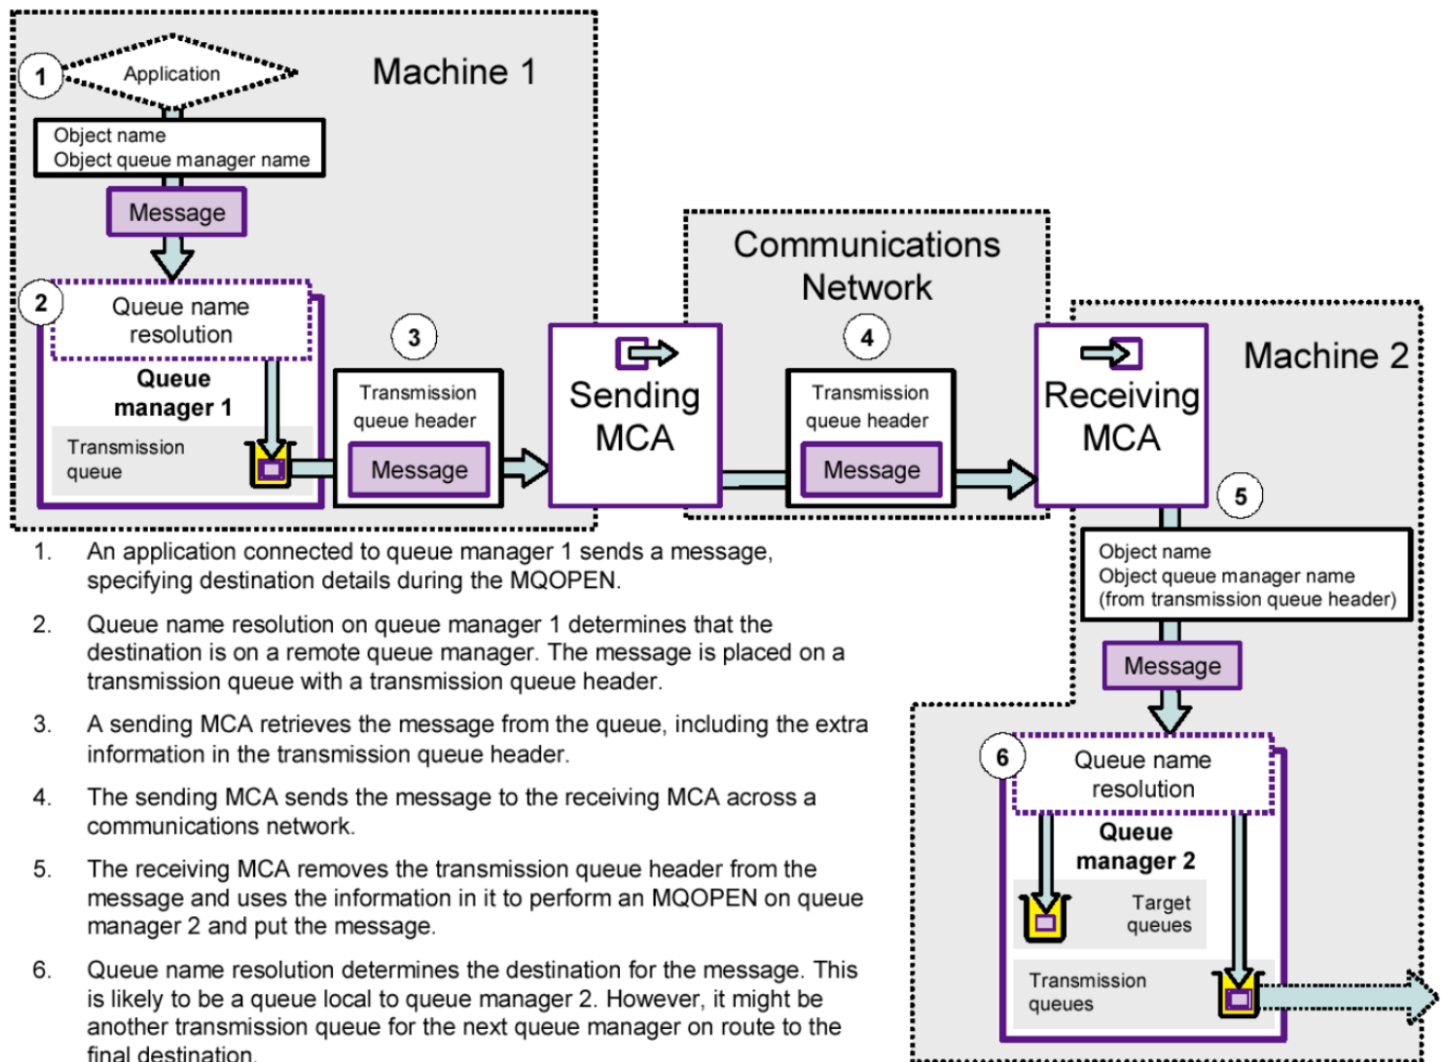 1
Application
Machine 1
Object name
Object queue manager name
Message
2
Queue name
resolution
Queue
manager 1
Transmission
queue
3
Transmission
queue header
Message
Sending
MCA
Communications
Network
4
Transmission
queue header
Message
Receiving
MCA
Machine 2
5
Object name
Object queue manager name
(from transmission queue header)
Message
6
Queue name
resolution
Queue
manager 2
Target
queues
Transmission
queues
1. An application connected to queue manager 1 sends a message,
specifying destination details during the MQOPEN.
2. Queue name resolution on queue manager 1 determines that the
destination is on a remote queue manager. The message is placed on a
transmission queue with a transmission queue header.
3. A sending MCA retrieves the message from the queue, including the extra
information in the transmission queue header.
4. The sending MCA sends the message to the receiving MCA across a
communications network.
5. The receiving MCA removes the transmission queue header from the
message and uses the information in it to perform an MQOPEN on queue
manager 2 and put the message.
6. Queue name resolution determines the destination for the message. This
is likely to be a queue local to queue manager 2. However, it might be
another transmission queue for the next queue manager on route to the
final destination.